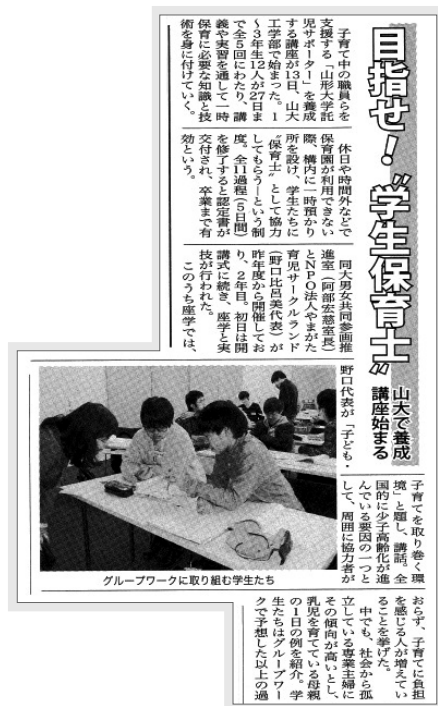 目指せ！“学生保育士”
山大で養成
講座始まる
子育て中の職員らを
支援する「山形大学託
児サポーター」を養成
する講座が13日、山大
工学部で始まった。1
〜3年生12人が27日ま
で全5回にわたり、講
義や実習を通して一時
保育に必要な知識と技
術を身に付けていく。
休日や時間外などで
保育園が利用できない
際、構内に一時預かり
所を設け、学生たちに
“保育士”として協力
してもらう―という制
度。全11過程（5日間）
を修了すると認定書が
交付され、卒業まで有
効という。
同大男女共同参画推
進室（阿部宏慈室長）
とNPO法人やまがた
育児サークルランド
（野口比呂美代表）が
昨年度から開催してお
り、2年目。初日は開
講式に続き、座学と実
技が行われた。
このうち座学では、
野口代表が「子ども・
子育てを取り巻く環
境」と題し、講話。全
国的に少子高齢化が進
んでいる要因の一つと
して、周囲に協力者が
おらず、子育てに負担
を感じる人が増えてい
ることを挙げた。
中でも、社会から孤
立している専業主婦に
その傾向が高いとし、
乳児を育てている母親
の1日の例を紹介。学
生たちはグループワー
クで予想した以上の過
グループワークに取り組む学生たち